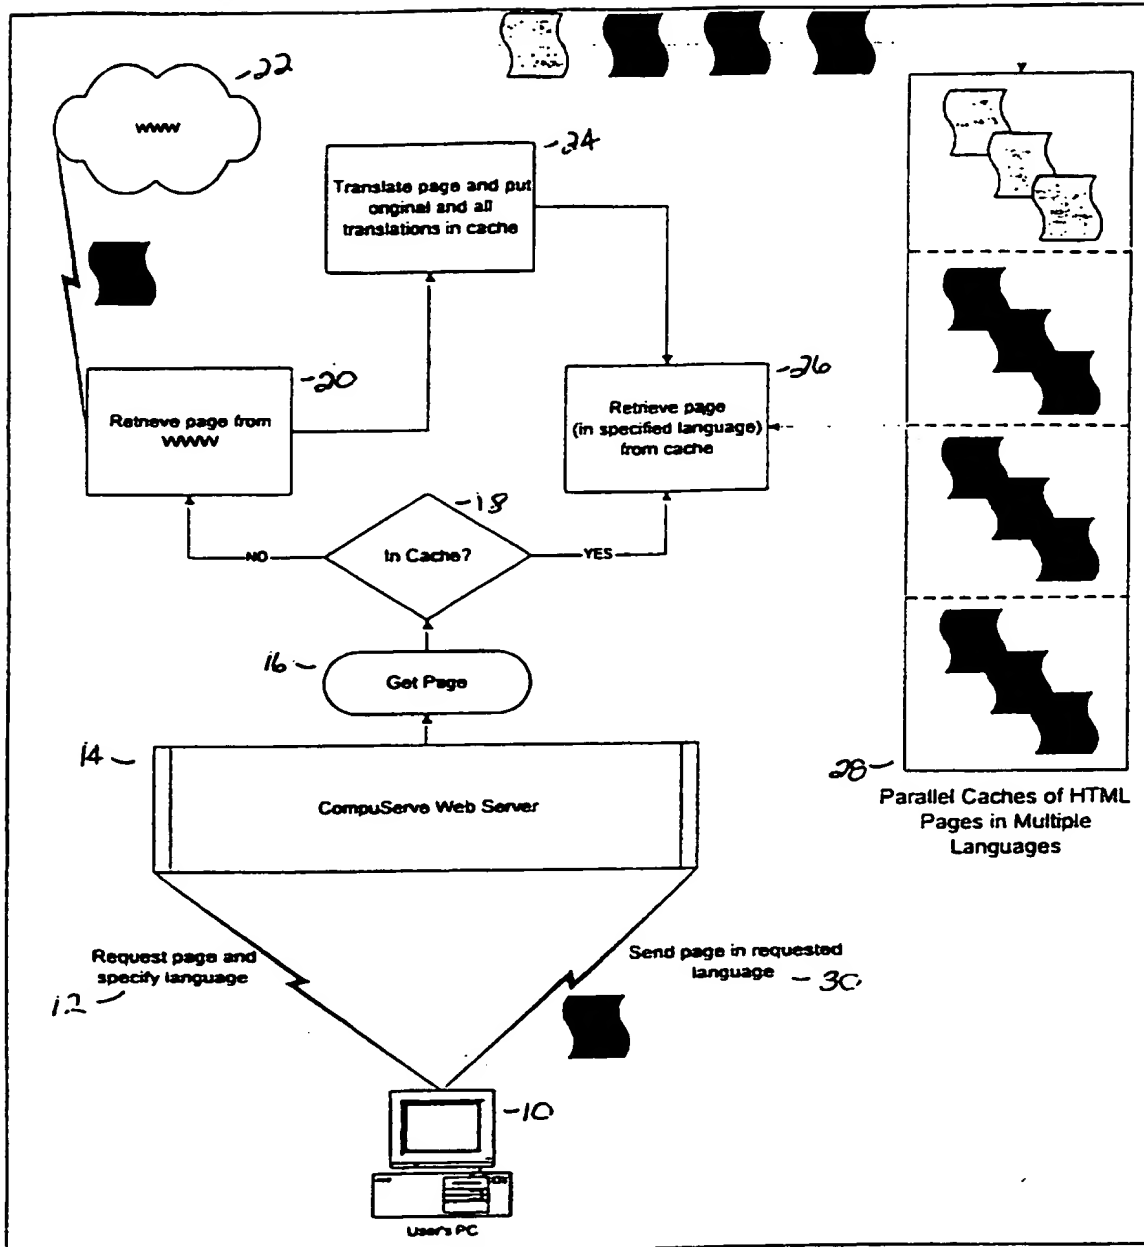 22
WWW
24
Translate page and put
original and all
translations in cache
20
Retrieve page from
WWW
26
Retrieve page
(in specified language)
from cache
18
In Cache?
NO
YES
16
Get Page
14
CompuServe Web Server
28
Parallel Caches of HTML
Pages in Multiple
Languages
Request page and
specify language
12
Send page in requested
language
30
10
User's PC